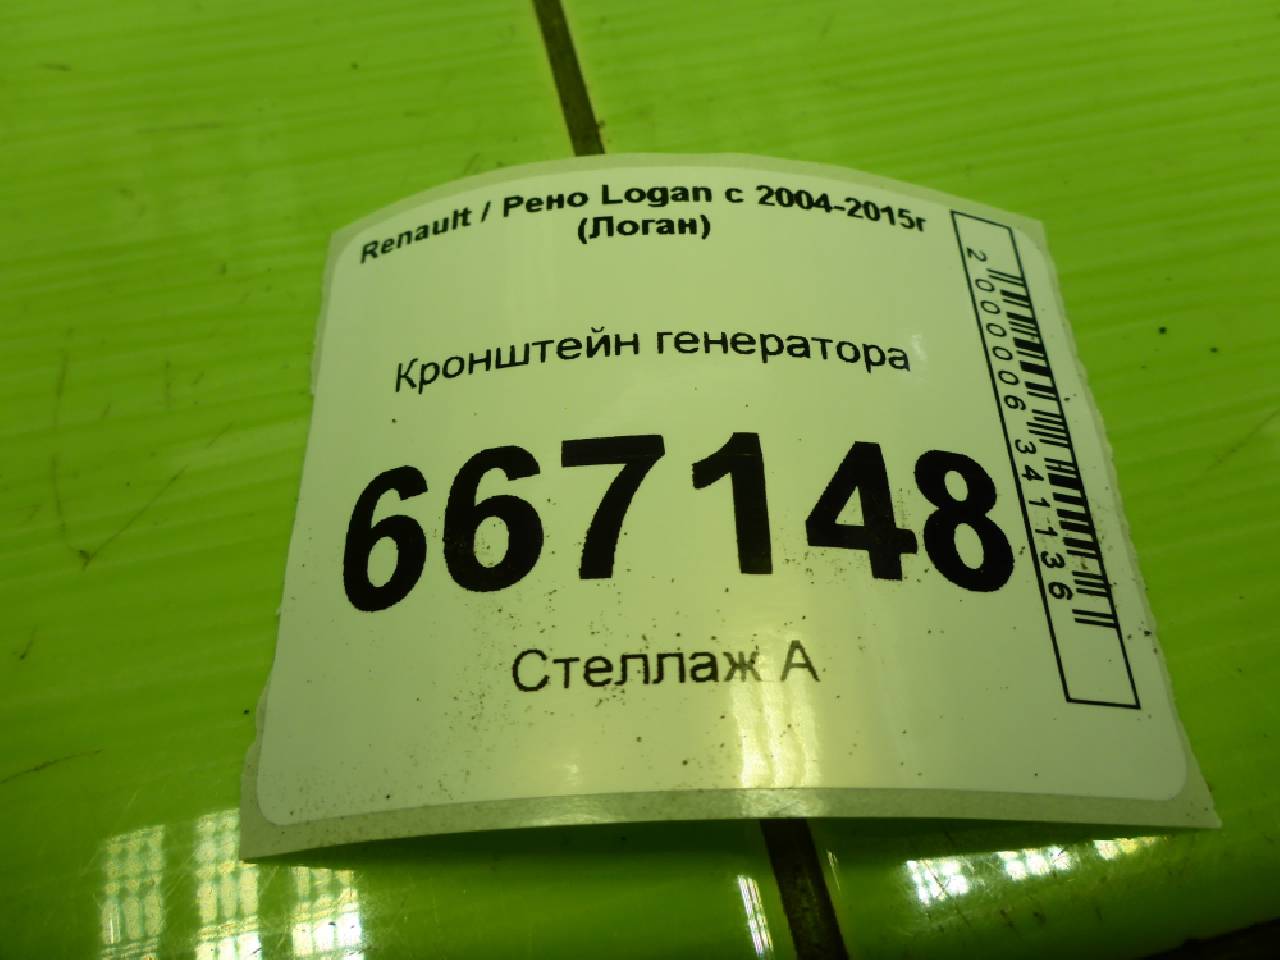 Renault / Рено Logan с 2004-2015г
(Логан)
Кронштейн генератора
667148
Стеллаж А
2000006341136